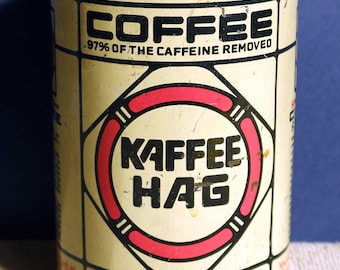 COFFEE
97% OF THE CAFFEINE REMOVED
KAFFEE
HAG